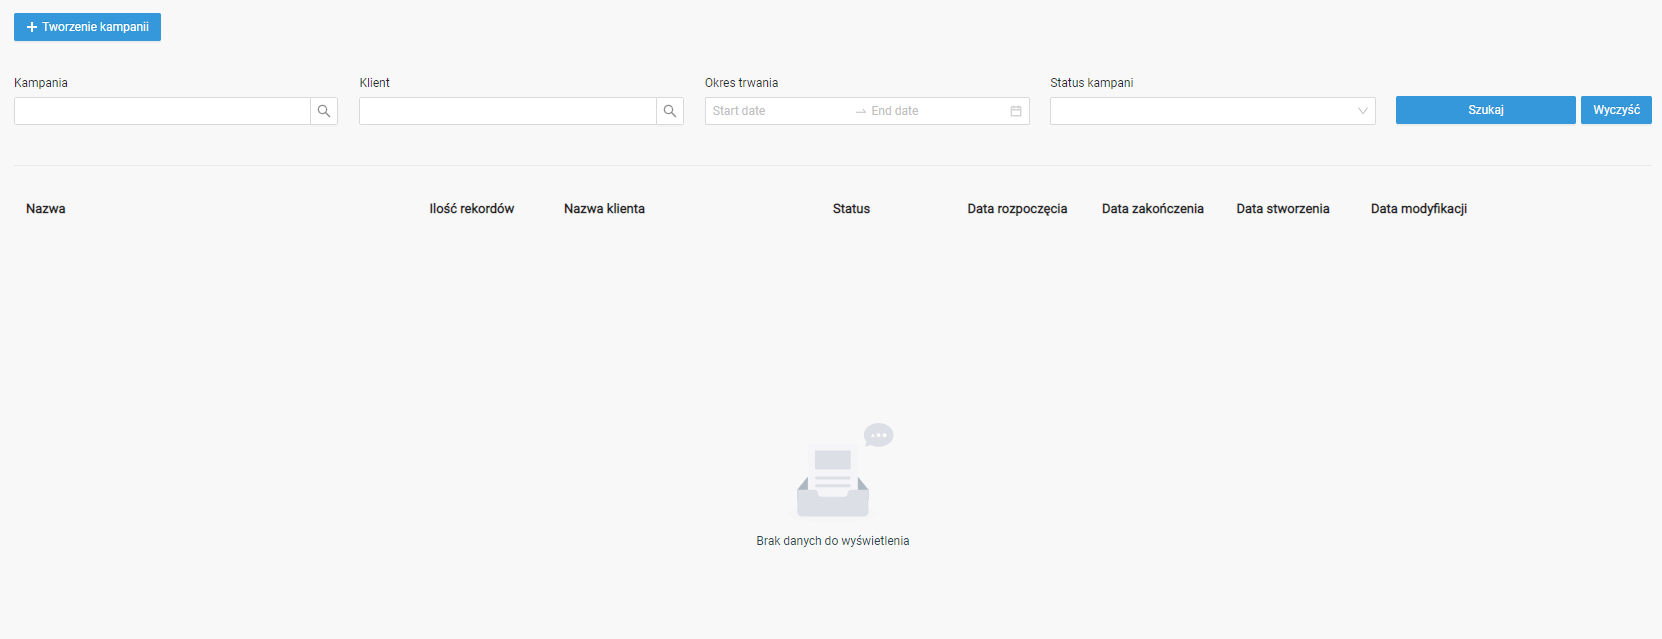 Tworzenie kampanii
Kampania Klient Okres trwania Status kampani
Start date End date Szukaj Wyczyść
Nazwa Ilość rekordów Nazwa klienta Status Data rozpoczęcia Data zakończenia Data stworzenia Data modyfikacji
Brak danych do wyświetlenia